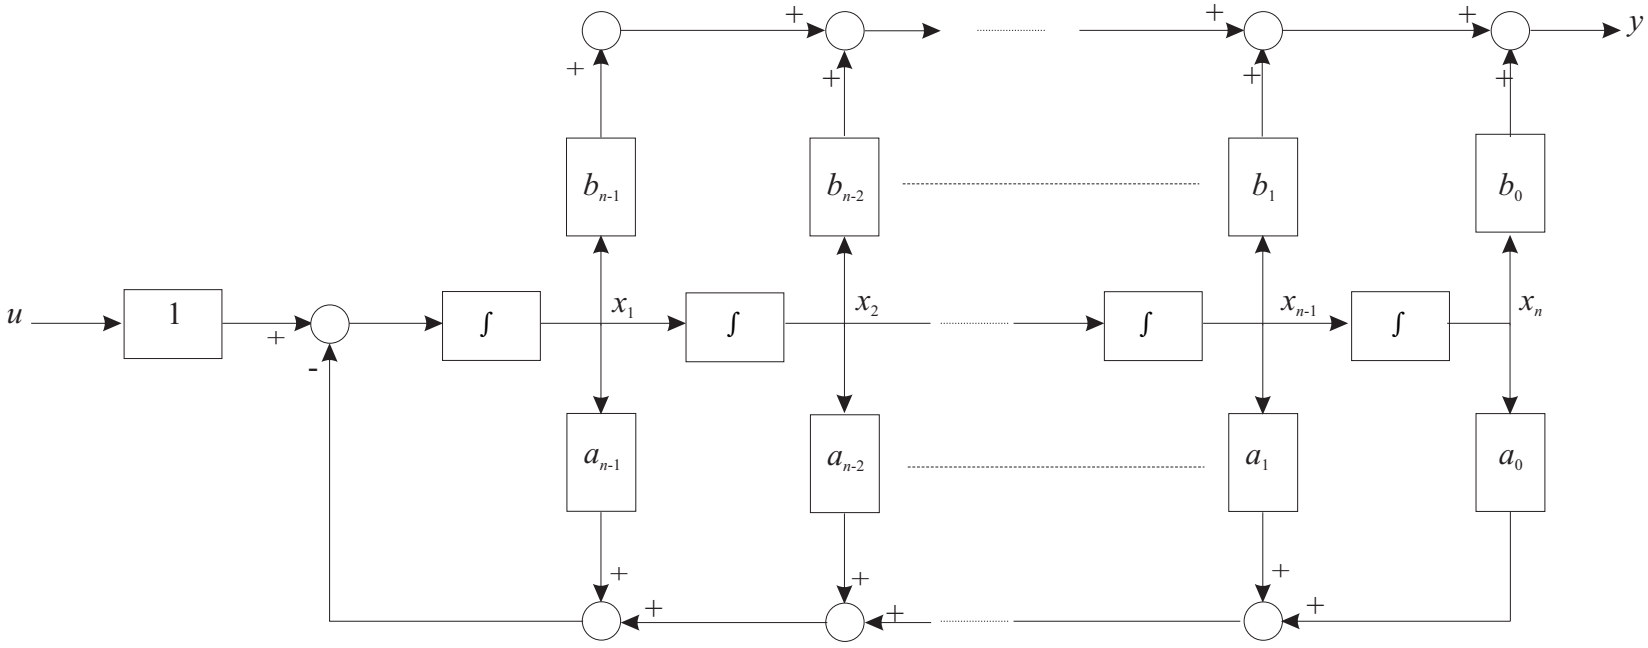 + + + y
+ + + +
b_{n-1} b_{n-2} b_1 b_0
u 1 + - ∫ x_1 ∫ x_2 ∫ x_{n-1} ∫ x_n
a_{n-1} a_{n-2} a_1 a_0
+ + +
+ + +